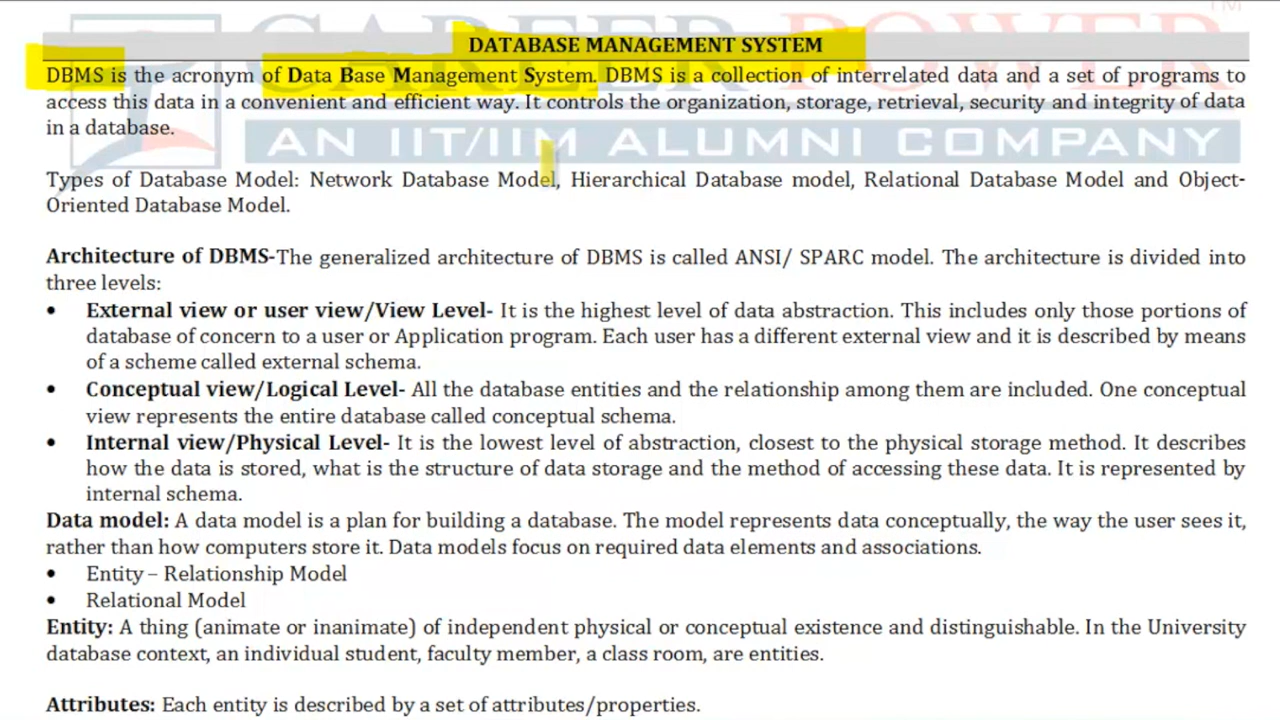 CAREER POWER
TM
DATABASE MANAGEMENT SYSTEM
DBMS is the acronym of Data Base Management System. DBMS is a collection of interrelated data and a set of programs to
access this data in a convenient and efficient way. It controls the organization, storage, retrieval, security and integrity of data
in a database.
AN IIT/IIM ALUMNI COMPANY
Types of Database Model: Network Database Model, Hierarchical Database model, Relational Database Model and Object-
Oriented Database Model.
Architecture of DBMS-The generalized architecture of DBMS is called ANSI/ SPARC model. The architecture is divided into
three levels:
• External view or user view/View Level- It is the highest level of data abstraction. This includes only those portions of
database of concern to a user or Application program. Each user has a different external view and it is described by means
of a scheme called external schema.
• Conceptual view/Logical Level- All the database entities and the relationship among them are included. One conceptual
view represents the entire database called conceptual schema.
• Internal view/Physical Level- It is the lowest level of abstraction, closest to the physical storage method. It describes
how the data is stored, what is the structure of data storage and the method of accessing these data. It is represented by
internal schema.
Data model: A data model is a plan for building a database. The model represents data conceptually, the way the user sees it,
rather than how computers store it. Data models focus on required data elements and associations.
• Entity – Relationship Model
• Relational Model
Entity: A thing (animate or inanimate) of independent physical or conceptual existence and distinguishable. In the University
database context, an individual student, faculty member, a class room, are entities.
Attributes: Each entity is described by a set of attributes/properties.